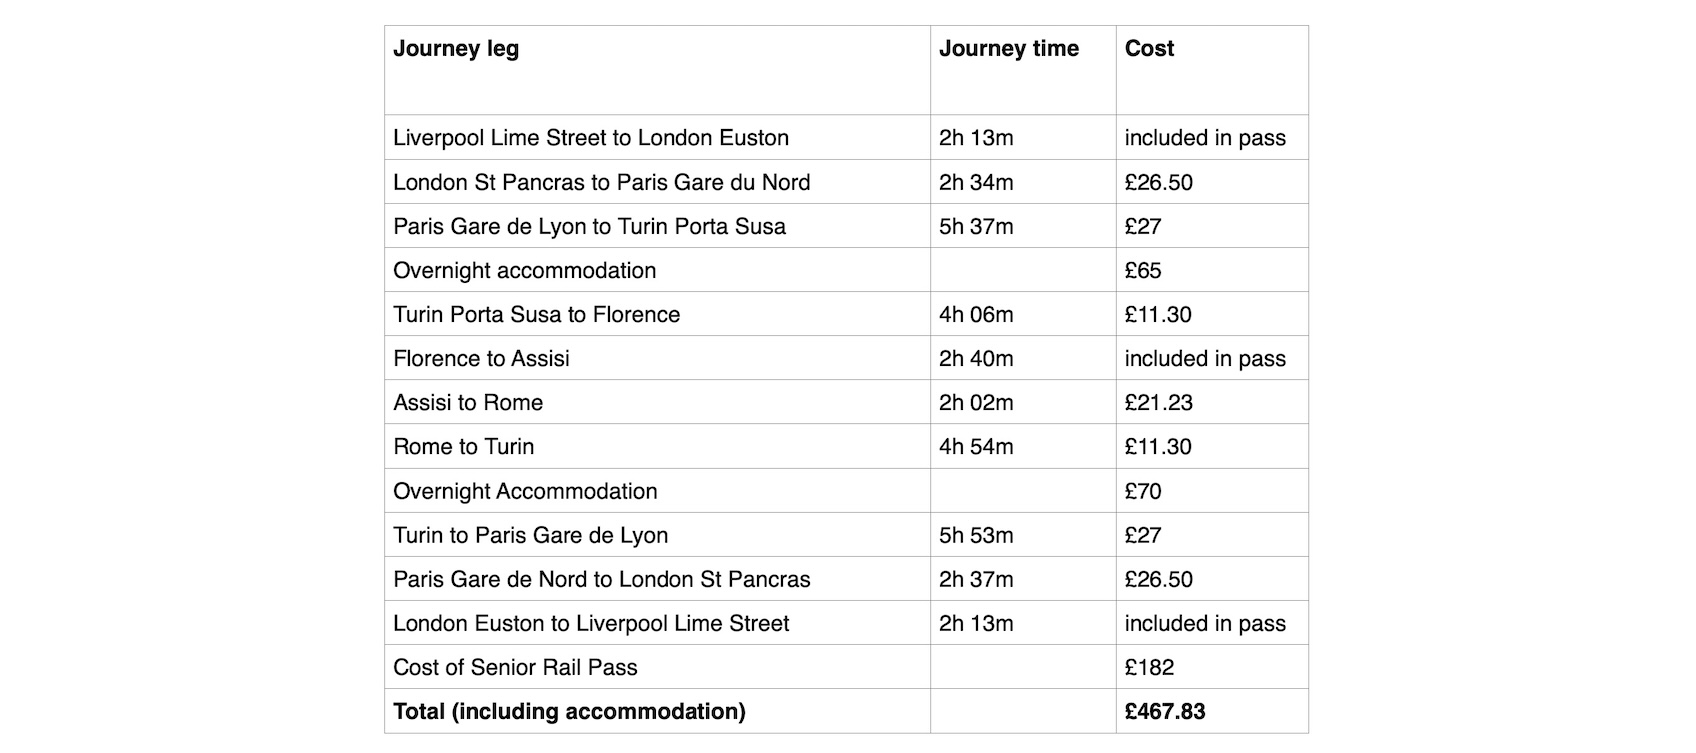 Journey leg Journey time Cost
Liverpool Lime Street to London Euston 2h 13m included in pass
London St Pancras to Paris Gare du Nord 2h 34m £26.50
Paris Gare de Lyon to Turin Porta Susa 5h 37m £27
Overnight accommodation £65
Turin Porta Susa to Florence 4h 06m £11.30
Florence to Assisi 2h 40m included in pass
Assisi to Rome 2h 02m £21.23
Rome to Turin 4h 54m £11.30
Overnight Accommodation £70
Turin to Paris Gare de Lyon 5h 53m £27
Paris Gare de Nord to London St Pancras 2h 37m £26.50
London Euston to Liverpool Lime Street 2h 13m included in pass
Cost of Senior Rail Pass £182
Total (including accommodation) £467.83